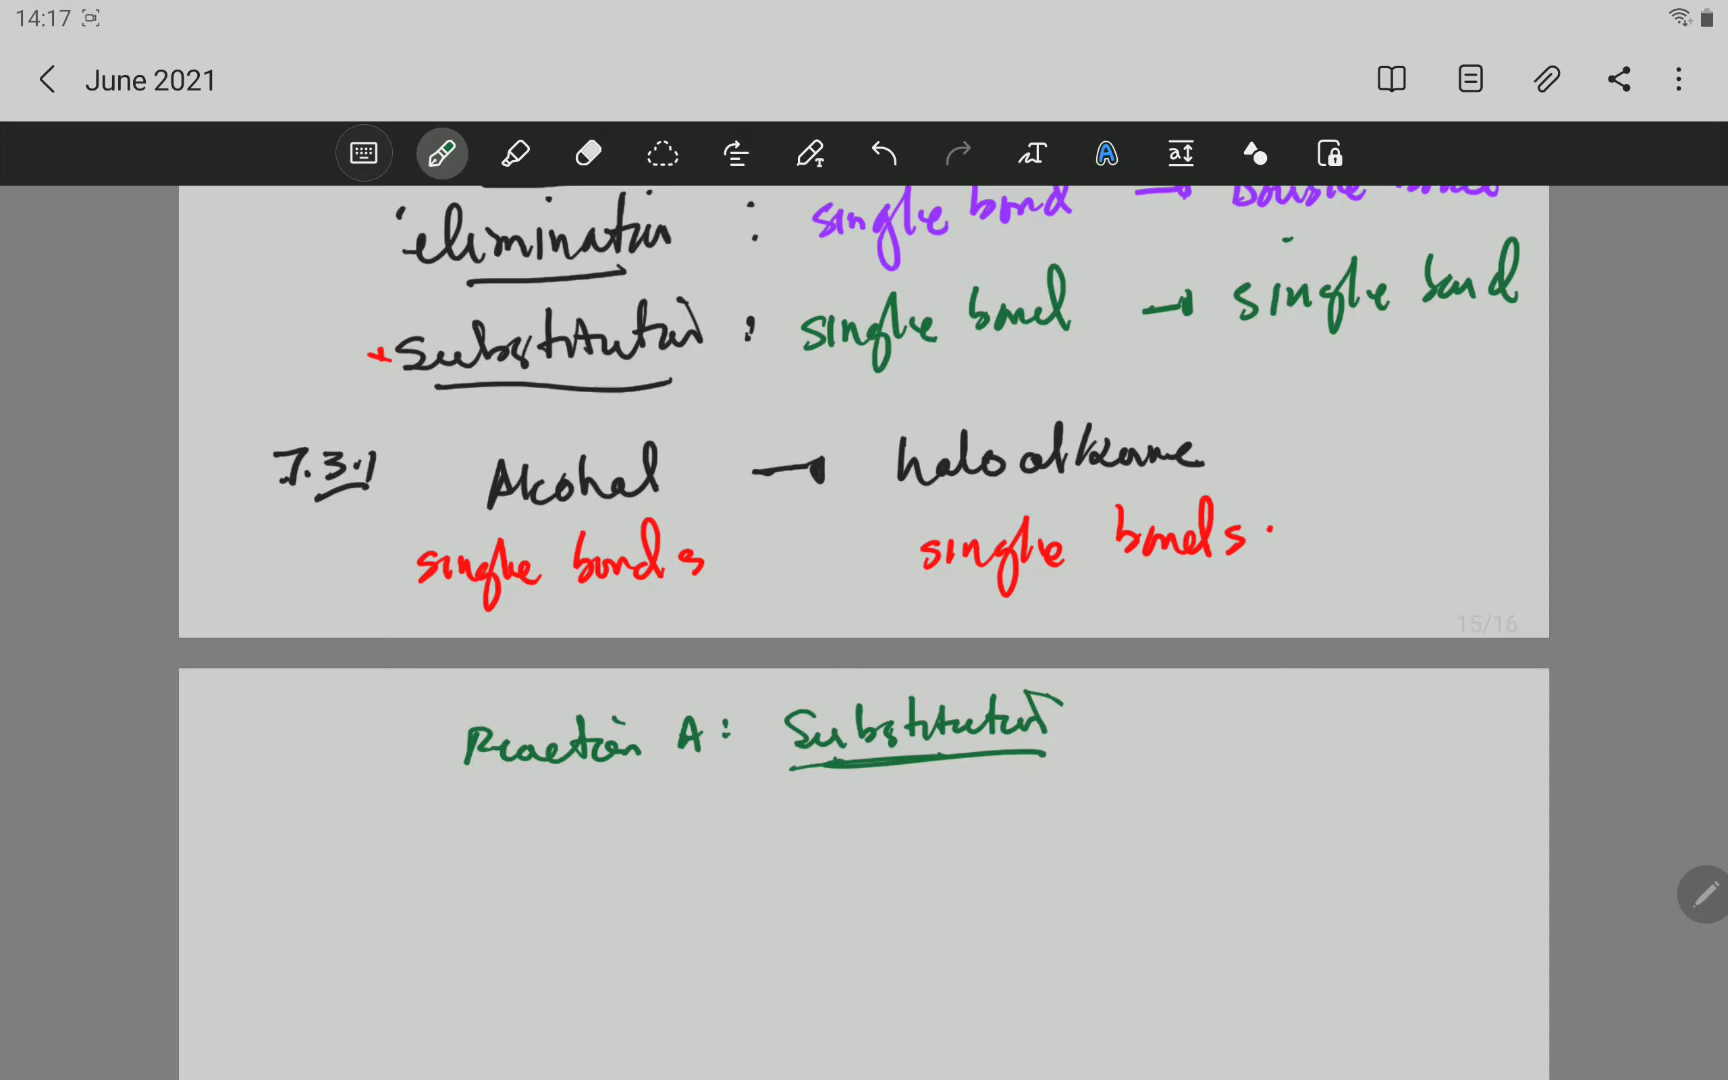 14:17
June 2021
elimination : single bond → Double bond
substitution : single bond → single bond
7.3.1 Alcohol → haloalkane
single bonds single bonds.
15/16
Reaction A: Substitution